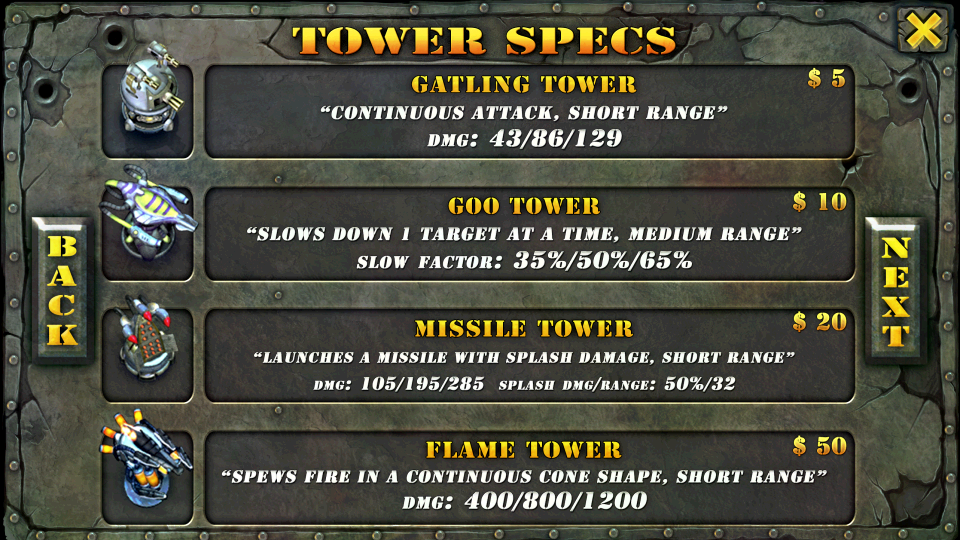 TOWER SPECS
GATLING TOWER
$ 5
"CONTINUOUS ATTACK, SHORT RANGE"
DMG: 43/86/129
GOO TOWER
$ 10
"SLOWS DOWN 1 TARGET AT A TIME, MEDIUM RANGE"
SLOW FACTOR: 35%/50%/65%
BACK
NEXT
MISSILE TOWER
$ 20
"LAUNCHES A MISSILE WITH SPLASH DAMAGE, SHORT RANGE"
DMG: 105/195/285 SPLASH DMG/RANGE: 50%/32
FLAME TOWER
$ 50
"SPEWS FIRE IN A CONTINUOUS CONE SHAPE, SHORT RANGE"
DMG: 400/800/1200